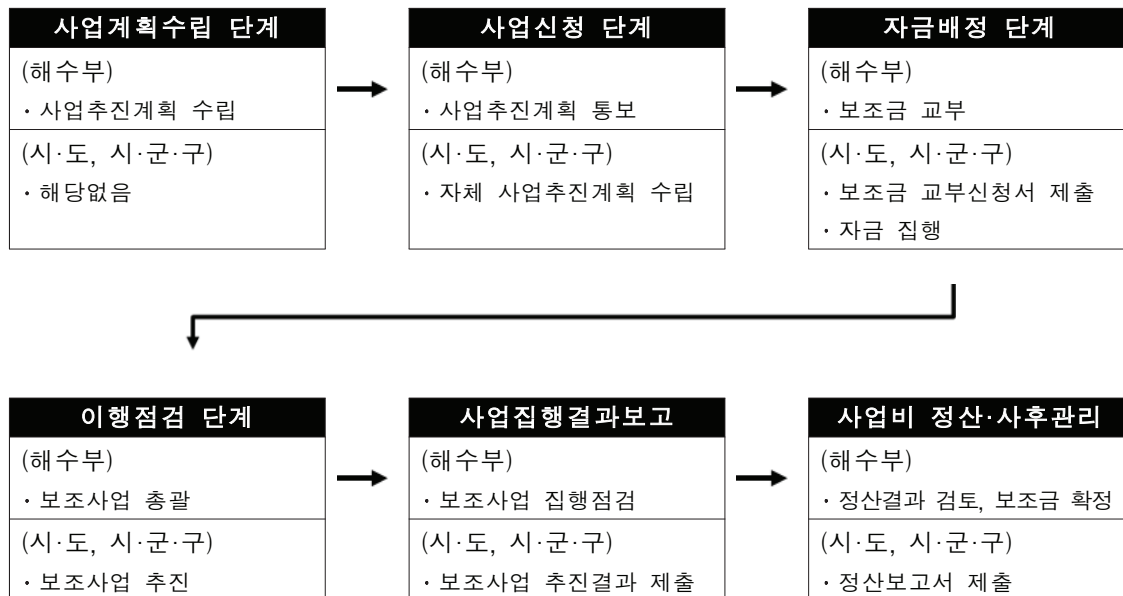 사업계획수립 단계
(해수부)
· 사업추진계획 수립
(시·도, 시·군·구)
· 해당없음
사업신청 단계
(해수부)
· 사업추진계획 통보
(시·도, 시·군·구)
· 자체 사업추진계획 수립
자금배정 단계
(해수부)
· 보조금 교부
(시·도, 시·군·구)
· 보조금 교부신청서 제출
· 자금 집행
이행점검 단계
(해수부)
· 보조사업 총괄
(시·도, 시·군·구)
· 보조사업 추진
사업집행결과보고
(해수부)
· 보조사업 집행점검
(시·도, 시·군·구)
· 보조사업 추진결과 제출
사업비 정산·사후관리
(해수부)
· 정산결과 검토, 보조금 확정
(시·도, 시·군·구)
· 정산보고서 제출